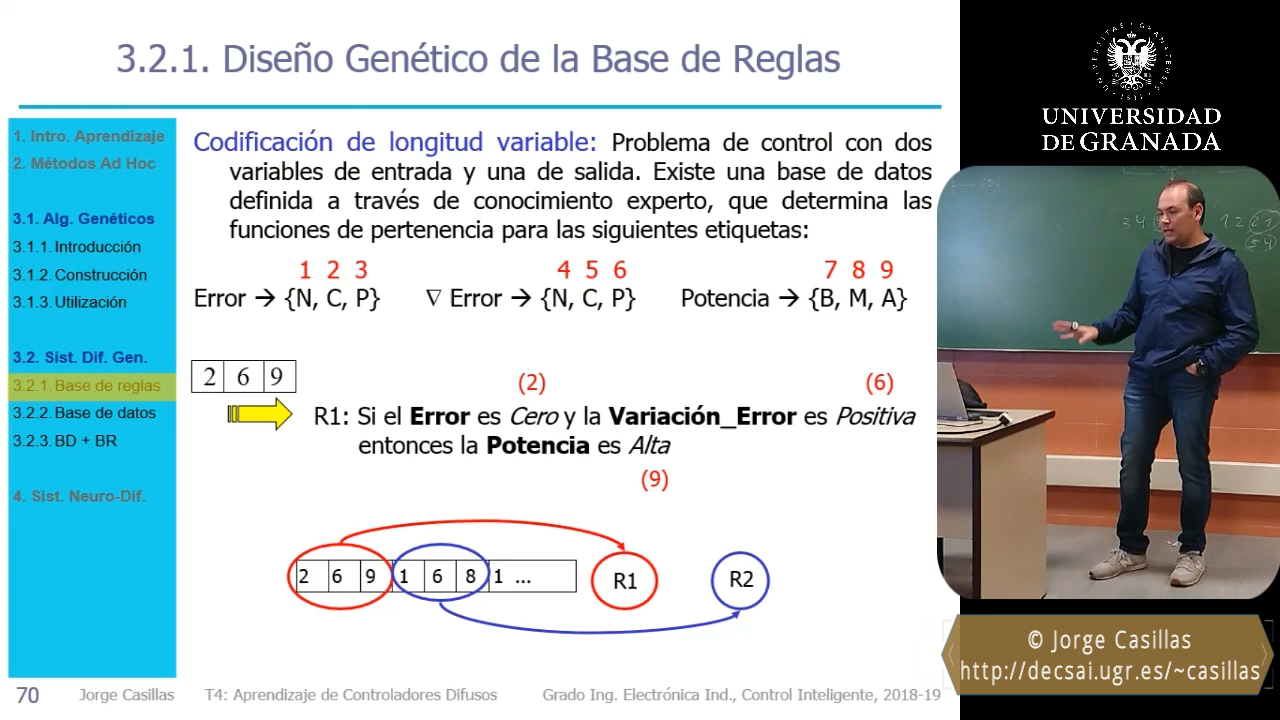 3.2.1. Diseño Genético de la Base de Reglas
1. Intro. Aprendizaje
2. Métodos Ad Hoc
3.1. Alg. Genéticos
3.1.1. Introducción
3.1.2. Construcción
3.1.3. Utilización
3.2. Sist. Dif. Gen.
3.2.1. Base de reglas
3.2.2. Base de datos
3.2.3. BD + BR
4. Sist. Neuro-Dif.
Codificación de longitud variable: Problema de control con dos
variables de entrada y una de salida. Existe una base de datos
definida a través de conocimiento experto, que determina las
funciones de pertenencia para las siguientes etiquetas:
1 2 3 4 5 6 7 8 9
Error → {N, C, P} ∇ Error → {N, C, P} Potencia → {B, M, A}
2 6 9
(2) (6)
R1: Si el Error es Cero y la Variación_Error es Positiva
entonces la Potencia es Alta
(9)
2 6 9 1 6 8 1 ... R1 R2
70 Jorge Casillas T4: Aprendizaje de Controladores Difusos Grado Ing. Electrónica Ind., Control Inteligente, 2018-19
UNIVERSIDAD
DE GRANADA
3 4
1 2
5 4
© Jorge Casillas
http://decsai.ugr.es/~casillas